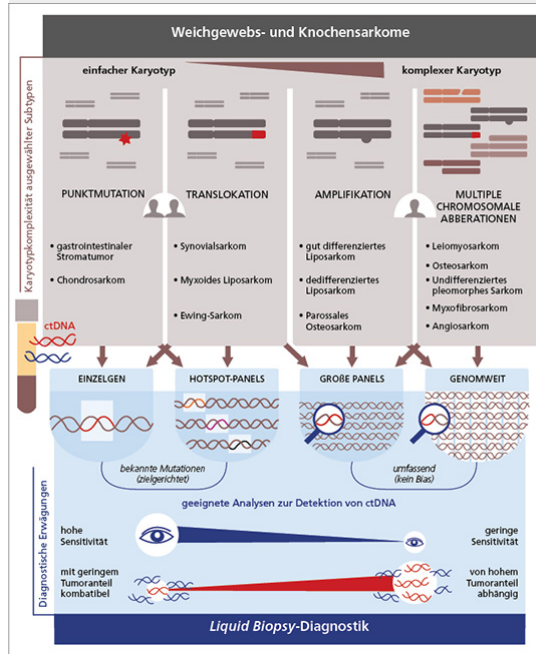 Weichgewebs- und Knochensarkome
einfacher Karyotyp
komplexer Karyotyp
Karyotypkomplexität ausgewählter Subtypen
PUNKTMUTATION
TRANSLOKATION
AMPLIFIKATION
MULTIPLE
CHROMOSOMALE
ABBERATIONEN
• gastrointestinaler
Stromatumor
• Chondrosarkom
• Synovialsarkom
• Myxoides Liposarkom
• Ewing-Sarkom
• gut differenziertes
Liposarkom
• dedifferenziertes
Liposarkom
• Parossales
Osteosarkom
• Leiomyosarkom
• Osteosarkom
• Undifferenziertes
pleomorphes Sarkom
• Myxofibrosarkom
• Angiosarkom
ctDNA
EINZELGEN
HOTSPOT-PANELS
GROßE PANELS
GENOMWEIT
bekannte Mutationen
(zielgerichtet)
umfassend
(kein Bias)
Diagnostische Erwägungen
geeignete Analysen zur Detektion von ctDNA
hohe
Sensitivität
geringe
Sensitivität
mit geringem
Tumoranteil
kombatibel
von hohem
Tumoranteil
abhängig
Liquid Biopsy-Diagnostik